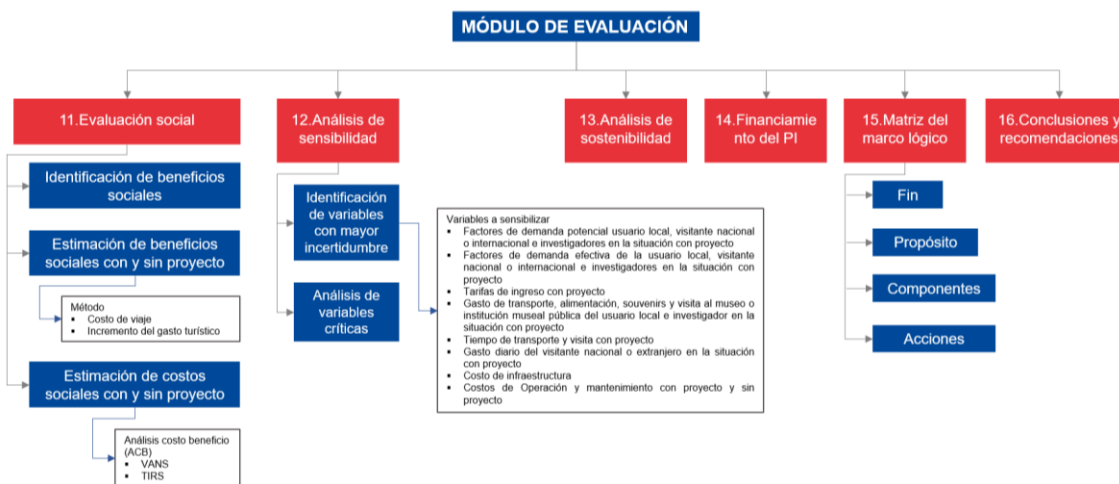 MÓDULO DE EVALUACIÓN
11.Evaluación social
Identificación de beneficios
sociales
Estimación de beneficios
sociales con y sin proyecto
Método
▪ Costo de viaje
▪ Incremento del gasto turístico
Estimación de costos
sociales con y sin proyecto
Análisis costo beneficio
(ACB)
▪ VANS
▪ TIRS
12.Análisis de
sensibilidad
Identificación
de variables
con mayor
incertidumbre
Análisis de
variables
críticas
Variables a sensibilizar
▪ Factores de demanda potencial usuario local, visitante nacional
o internacional e investigadores en la situación con proyecto
▪ Factores de demanda efectiva de la usuario local, visitante
nacional o internacional e investigadores en la situación con
proyecto
▪ Tarifas de ingreso con proyecto
▪ Gasto de transporte, alimentación, souvenirs y visita al museo o
institución museal pública del usuario local e investigador en la
situación con proyecto
▪ Tiempo de transporte y visita con proyecto
▪ Gasto diario del visitante nacional o extranjero en la situación
con proyecto
▪ Costo de infraestructura
▪ Costos de Operación y mantenimiento con proyecto y sin
proyecto
13.Análisis de
sostenibilidad
14.Financiamie
nto del PI
15.Matriz del
marco lógico
Fin
Propósito
Componentes
Acciones
16.Conclusiones y
recomendaciones